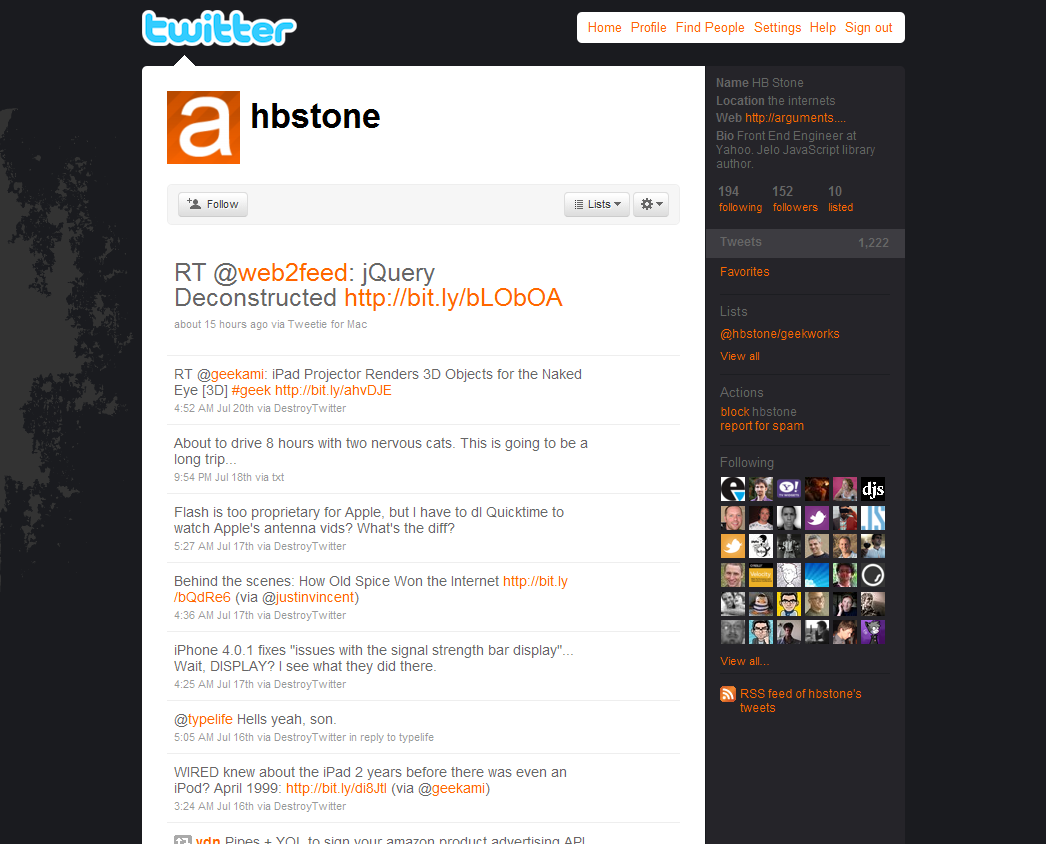 twitter
Home Profile Find People Settings Help Sign out
a
hbstone
Follow
Lists
RT @web2feed: jQuery
Deconstructed http://bit.ly/bLObOA
about 15 hours ago via Tweetie for Mac
RT @geekami: iPad Projector Renders 3D Objects for the Naked
Eye [3D] #geek http://bit.ly/ahvDJE
4:52 AM Jul 20th via DestroyTwitter
About to drive 8 hours with two nervous cats. This is going to be a
long trip...
9:54 PM Jul 18th via txt
Flash is too proprietary for Apple, but I have to dl Quicktime to
watch Apple's antenna vids? What's the diff?
5:27 AM Jul 17th via DestroyTwitter
Behind the scenes: How Old Spice Won the Internet http://bit.ly
/bQdRe6 (via @justinvincent)
4:36 AM Jul 17th via DestroyTwitter
iPhone 4.0.1 fixes "issues with the signal strength bar display"...
Wait, DISPLAY? I see what they did there.
4:25 AM Jul 17th via DestroyTwitter
@typelife Hells yeah, son.
5:05 AM Jul 16th via DestroyTwitter in reply to typelife
WIRED knew about the iPad 2 years before there was even an
iPod? April 1999: http://bit.ly/di8Jtl (via @geekami)
3:24 AM Jul 16th via DestroyTwitter
ydn Pipes + YQL to sign your amazon product advertising API
Name HB Stone
Location the internets
Web http://arguments....
Bio Front End Engineer at
Yahoo. Jelo JavaScript library
author.
194 152 10
following followers listed
Tweets 1,222
Favorites
Lists
@hbstone/geekworks
View all
Actions
block hbstone
report for spam
Following
Y!
djs
JS
View all...
RSS feed of hbstone's
tweets